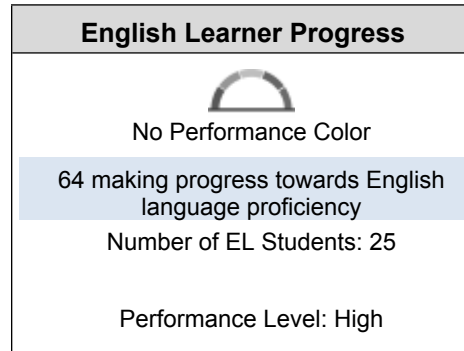 English Learner Progress
No Performance Color
64 making progress towards English
language proficiency
Number of EL Students: 25
Performance Level: High